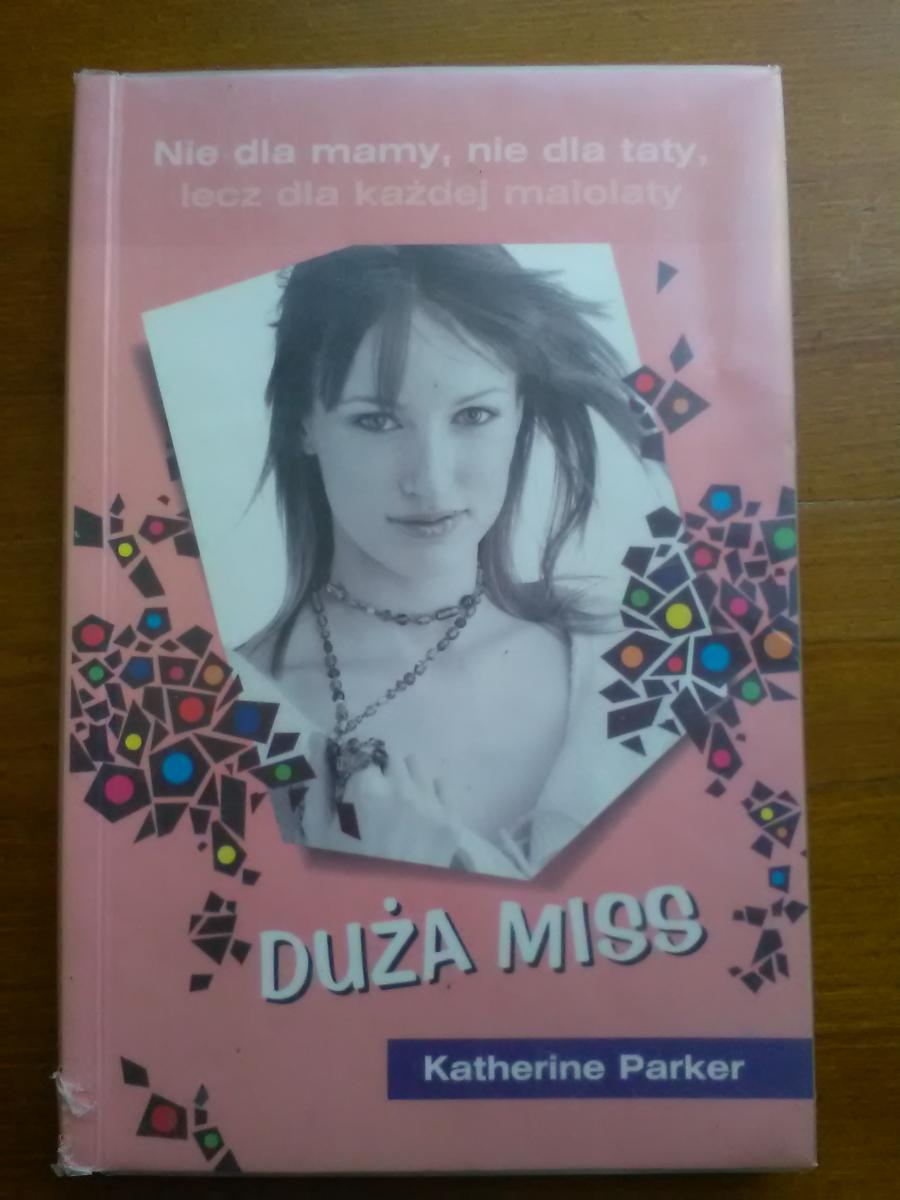 Nie dla mamy, nie dla taty,
lecz dla każdej małolaty
DUŻA MISS
Katherine Parker